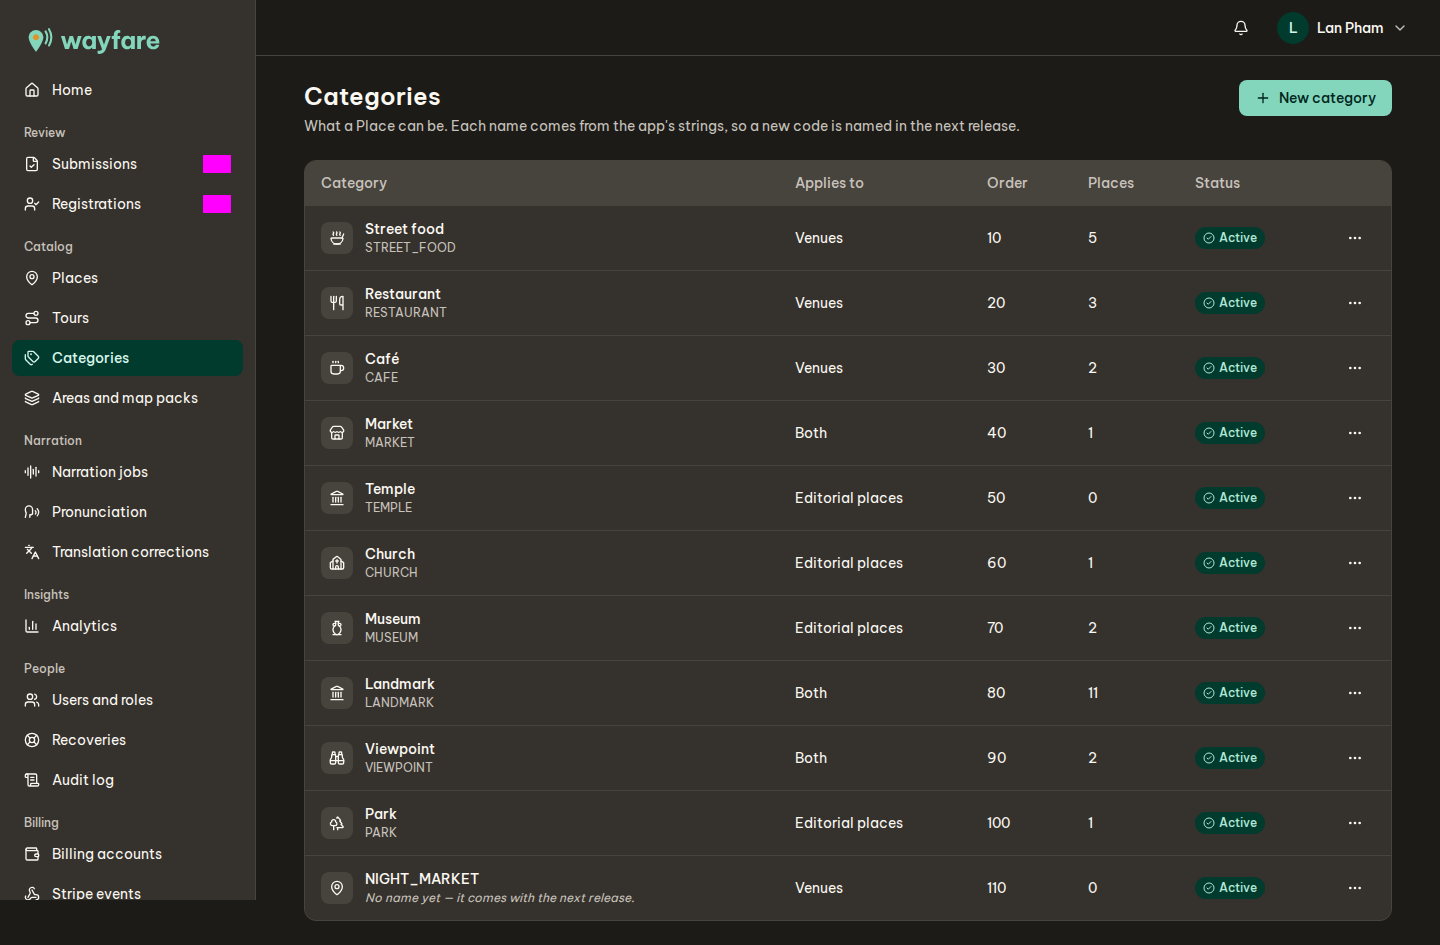 wayfare
Lan Pham
L
Home
Review
Submissions
Registrations
Catalog
Places
Tours
Categories
Areas and map packs
Narration
Narration jobs
Pronunciation
Translation corrections
Insights
Analytics
People
Users and roles
Recoveries
Audit log
Billing
Billing accounts
Stripe events
Categories
What a Place can be. Each name comes from the app's strings, so a new code is named in the next release.
New category
Category Applies to Order Places Status
Street food
STREET_FOOD
Venues 10 5 Active
Restaurant
RESTAURANT
Venues 20 3 Active
Café
CAFE
Venues 30 2 Active
Market
MARKET
Both 40 1 Active
Temple
TEMPLE
Editorial places 50 0 Active
Church
CHURCH
Editorial places 60 1 Active
Museum
MUSEUM
Editorial places 70 2 Active
Landmark
LANDMARK
Both 80 11 Active
Viewpoint
VIEWPOINT
Both 90 2 Active
Park
PARK
Editorial places 100 1 Active
NIGHT_MARKET
No name yet — it comes with the next release.
Venues 110 0 Active